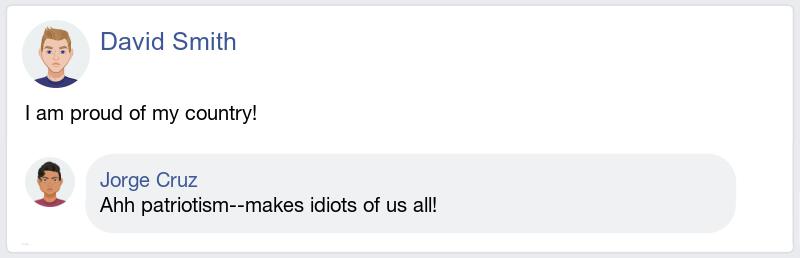 David Smith
I am proud of my country!
Jorge Cruz
Ahh patriotism--makes idiots of us all!